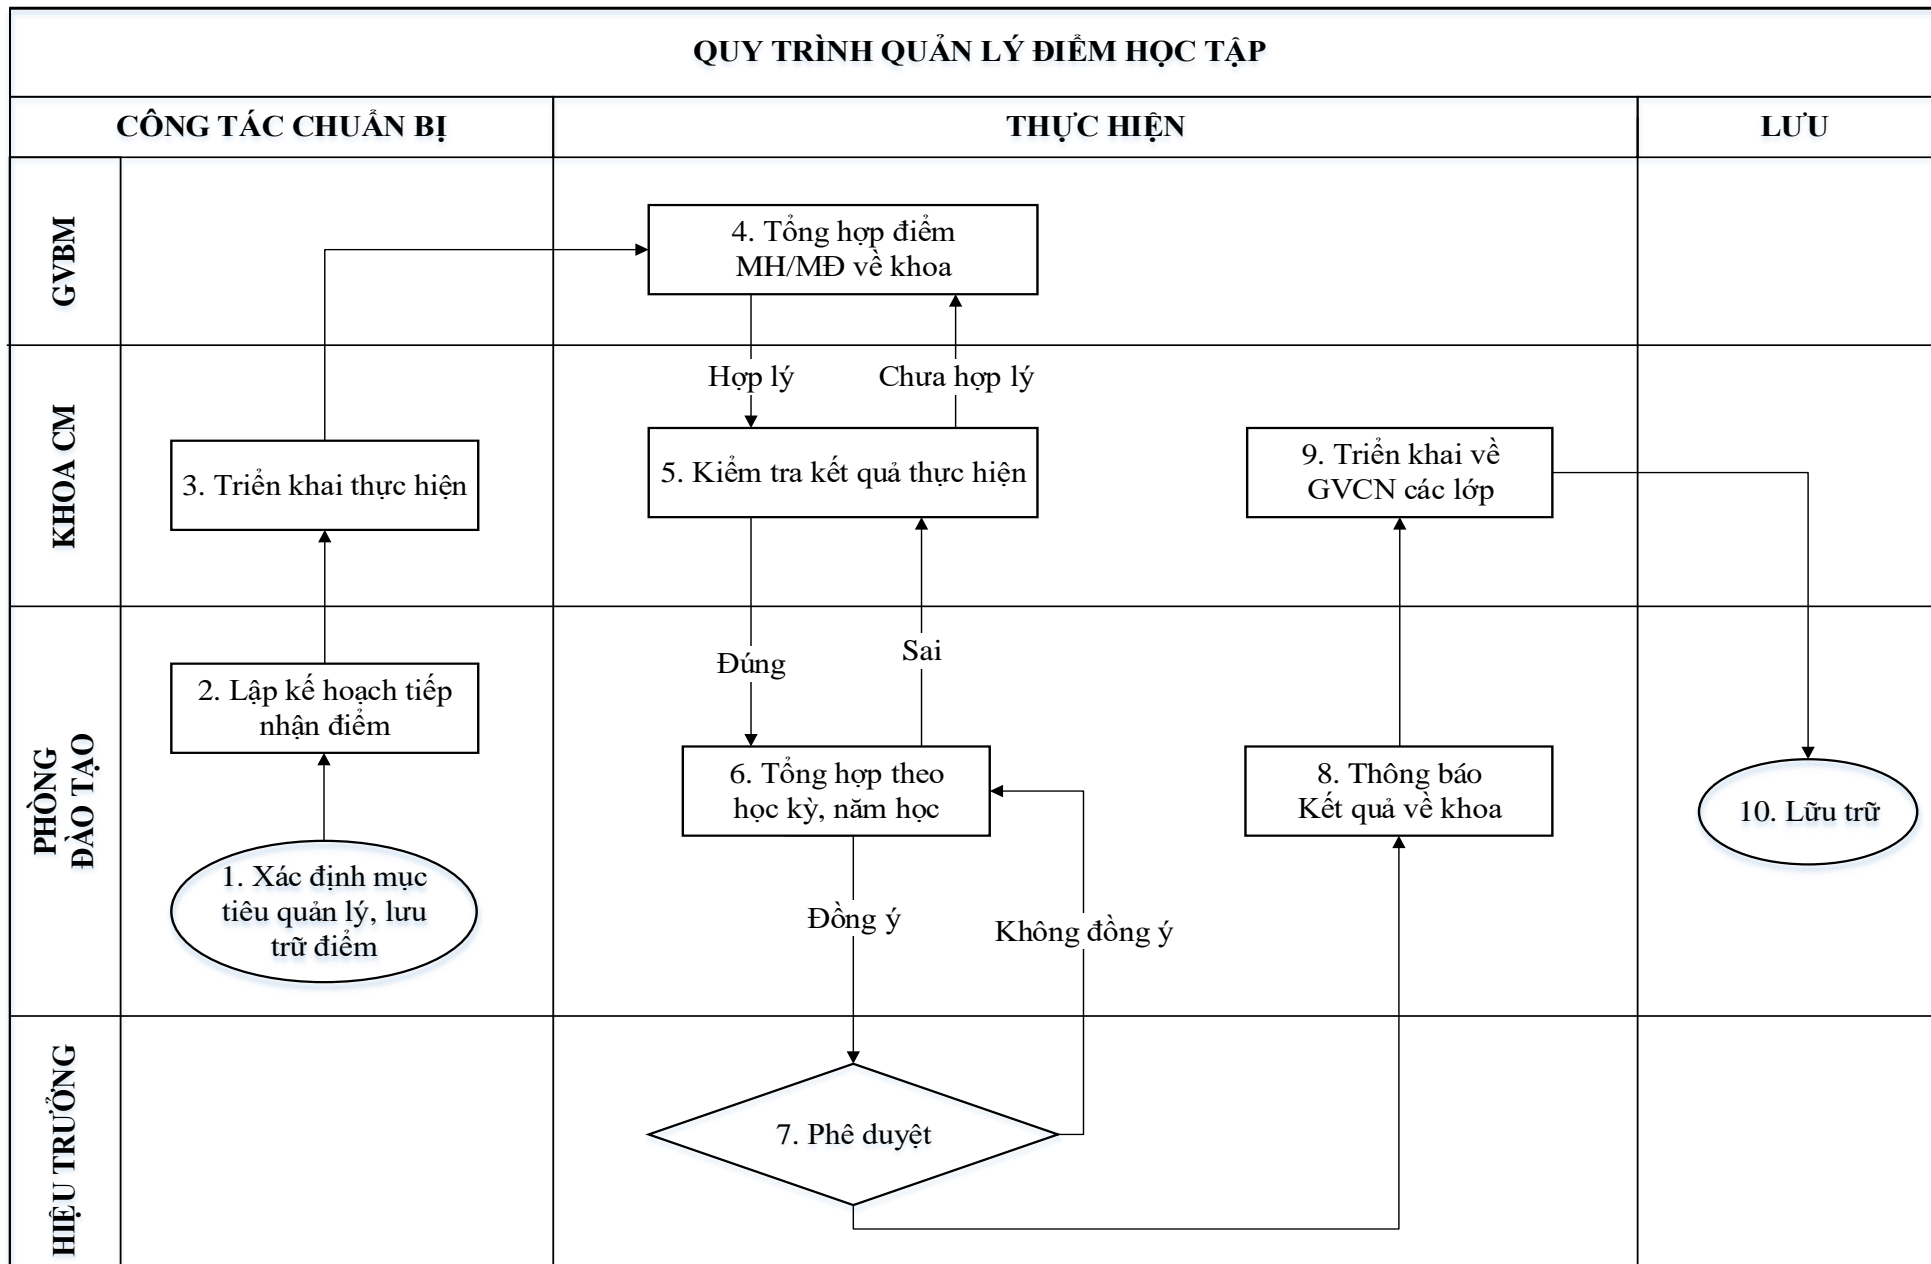 QUY TRÌNH QUẢN LÝ ĐIỂM HỌC TẬP
CÔNG TÁC CHUẨN BỊ
THỰC HIỆN
LƯU
GVBM
4. Tổng hợp điểm
MH/MĐ về khoa
Hợp lý
Chưa hợp lý
KHOA CM
3. Triển khai thực hiện
5. Kiểm tra kết quả thực hiện
9. Triển khai về
GVCN các lớp
Đúng
Sai
PHÒNG
ĐÀO TẠO
2. Lập kế hoạch tiếp
nhận điểm
6. Tổng hợp theo
học kỳ, năm học
8. Thông báo
Kết quả về khoa
10. Lữu trữ
1. Xác định mục
tiêu quản lý, lưu
trữ điểm
Đồng ý
Không đồng ý
HIỆU TRƯỞNG
7. Phê duyệt